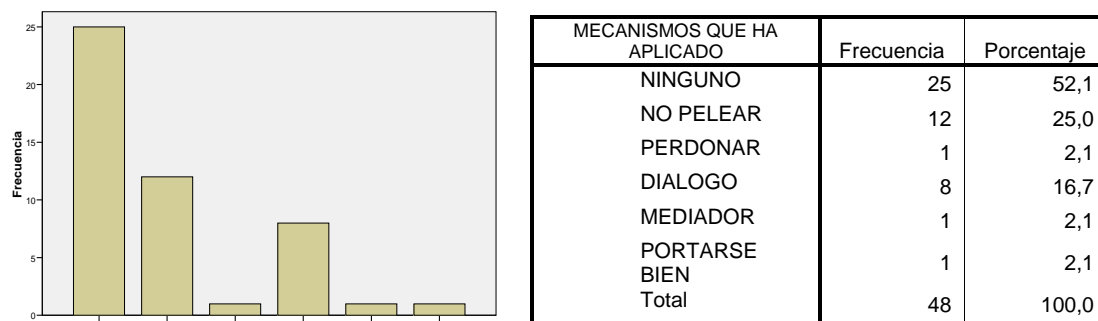 25
20
15
10
5
0
Frecuencia
MECANISMOS QUE HA
APLICADO Frecuencia Porcentaje
NINGUNO 25 52,1
NO PELEAR 12 25,0
PERDONAR 1 2,1
DIALOGO 8 16,7
MEDIADOR 1 2,1
PORTARSE
BIEN 1 2,1
Total 48 100,0